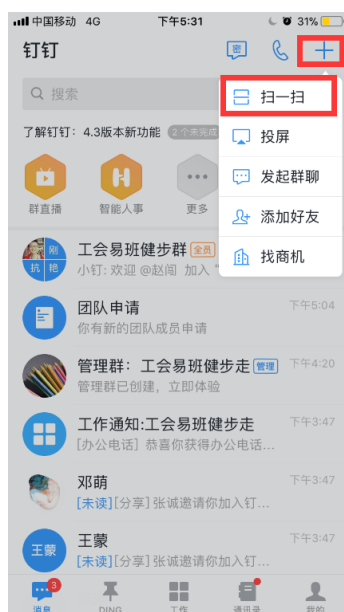 中国移动 4G 下午5:31 31%
钉钉 密
搜索
扫一扫
了解钉钉：4.3版本新功能 2个未完成
投屏
发起群聊
群直播 智能人事 更多
添加好友
找商机
刚 抗 艳
工会易班健步群 全员
小钉: 欢迎 @赵闯 加入 "
团队申请 下午5:04
你有新的团队成员申请
管理群：工会易班健步走 管理 下午4:20
管理群已创建，立即体验
工作通知:工会易班健步走 下午3:47
[办公电话] 恭喜你获得办公电话...
邓萌 下午3:47
[未读][分享] 张诚邀请你加入钉...
王蒙
王蒙 下午3:47
[未读][分享] 张诚邀请你加入钉...
3
消息 DING 工作 通讯录 我的